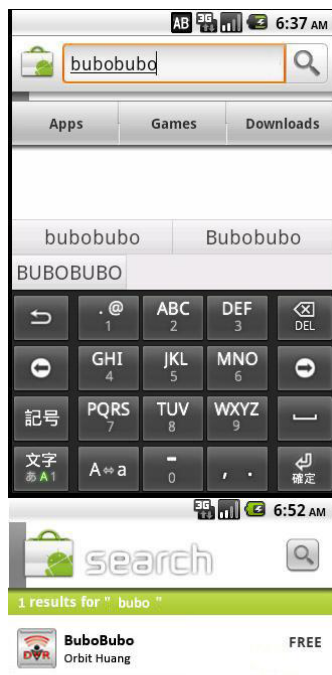 AB 3G 6:37 AM
bubobubo
Apps Games Downloads
bubobubo Bubobubo
BUBOBUBO
. @ ABC DEF DEL
1 2 3
GHI JKL MNO
4 5 6
記号 PQRS TUV WXYZ
7 8 9
文字 A⇔a - , .
あA1 0 確定
3G 6:52 AM
search
1 results for " bubo "
BuboBubo FREE
DVR Orbit Huang